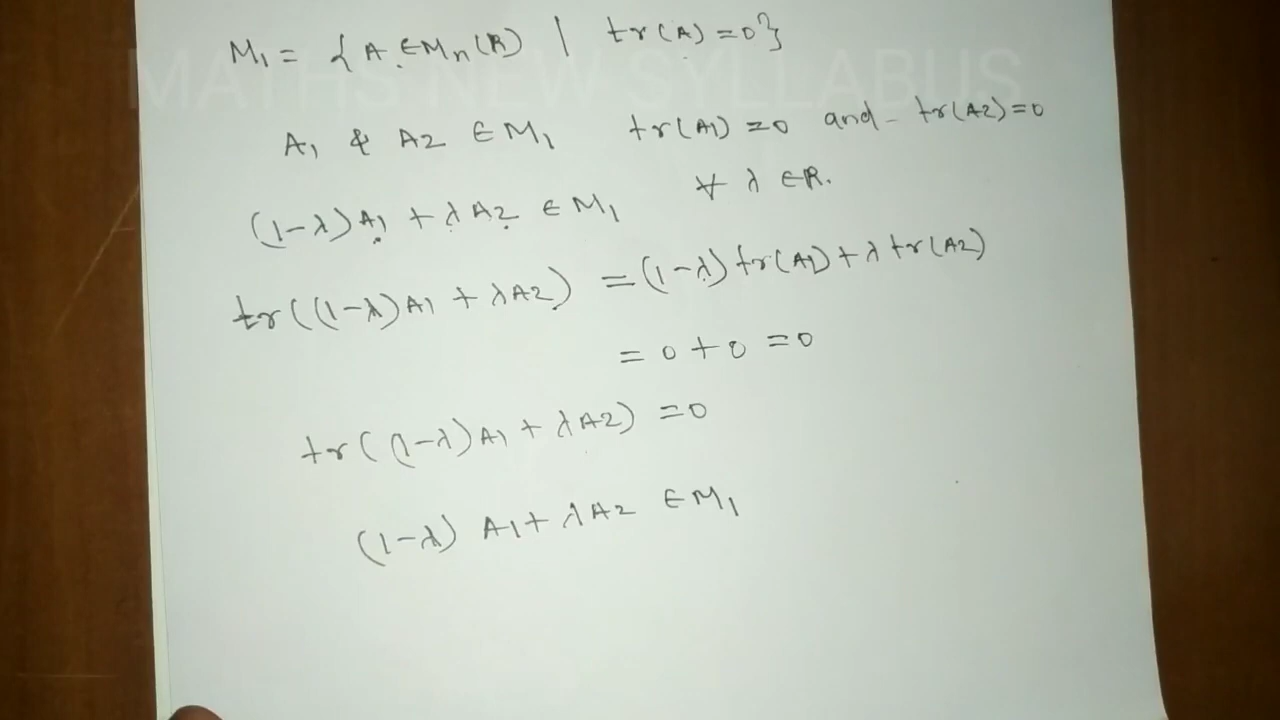 M₁ = { A ∈ Mₙ(R) | tr(A) = 0 }
MATHS NEW SYLLABUS
A₁ & A2 ∈ M₁ tr(A₁) = 0 and tr(A2) = 0
(1-λ)A₁ + λA2 ∈ M₁ ∀ λ ∈ R.
tr((1-λ)A₁ + λA2) = (1-λ)tr(A₁) + λtr(A2)
= 0 + 0 = 0
tr((1-λ)A₁ + λA2) = 0
(1-λ) A₁ + λA2 ∈ M₁